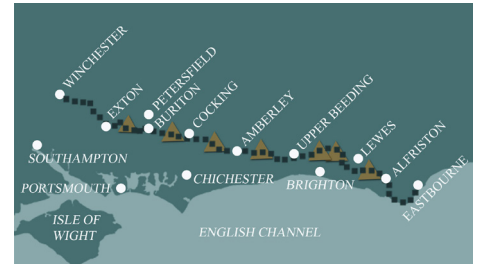 WINCHESTER
EXTON
PETERSFIELD
BURITON
COCKING
AMBERLEY
UPPER BEEDING
LEWES
ALFRISTON
EASTBOURNE
SOUTHAMPTON
PORTSMOUTH
CHICHESTER
BRIGHTON
ISLE OF
WIGHT
ENGLISH CHANNEL